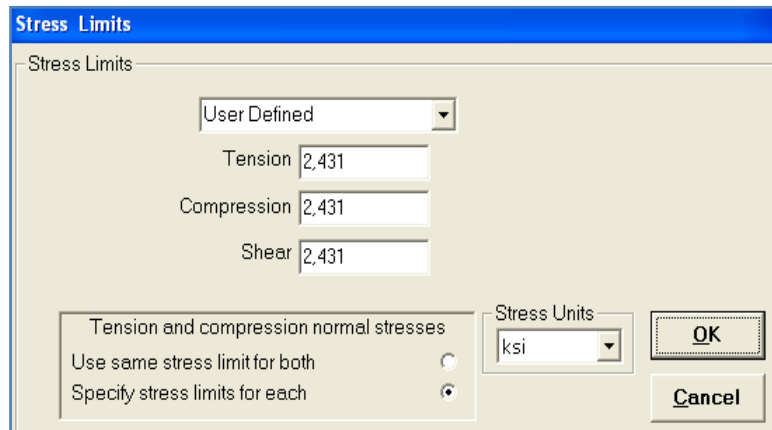 Stress Limits
Stress Limits
User Defined
Tension 2,431
Compression 2,431
Shear 2,431
Tension and compression normal stresses
Use same stress limit for both
Specify stress limits for each
Stress Units
ksi
OK
Cancel